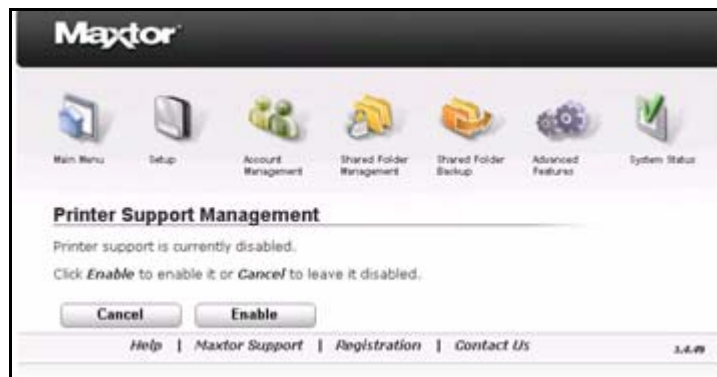 Maxtor
Main Menu
Setup
Account Management
Shared Folder Management
Shared Folder Backup
Advanced Features
System Status
Printer Support Management
Printer support is currently disabled.
Click Enable to enable it or Cancel to leave it disabled.
Cancel
Enable
Help | Maxtor Support | Registration | Contact Us